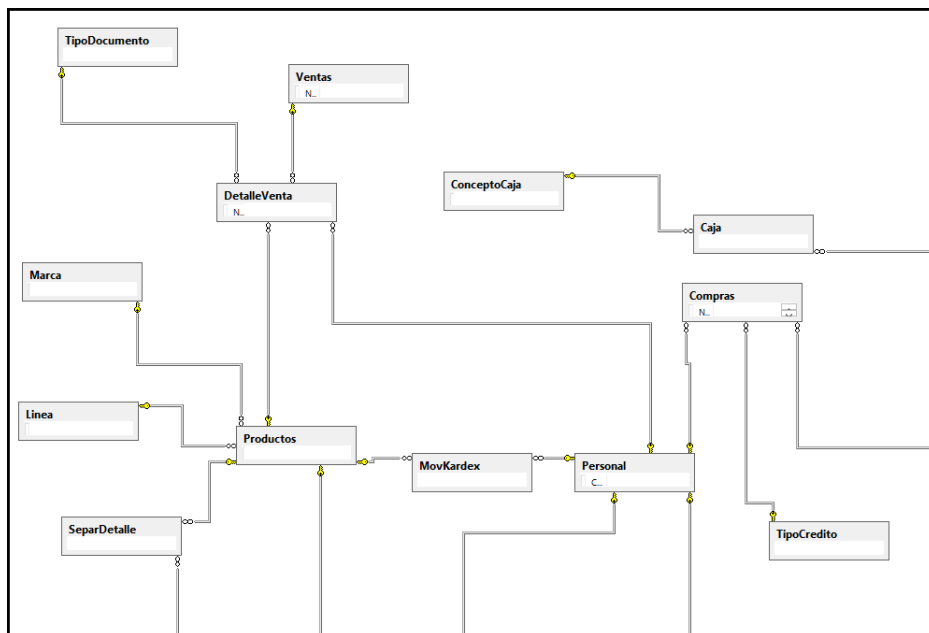 TipoDocumento
Ventas
N...
DetalleVenta
N...
ConceptoCaja
Caja
Marca
Compras
N...
Linea
Productos
MovKardex
Personal
C...
SeparDetalle
TipoCredito